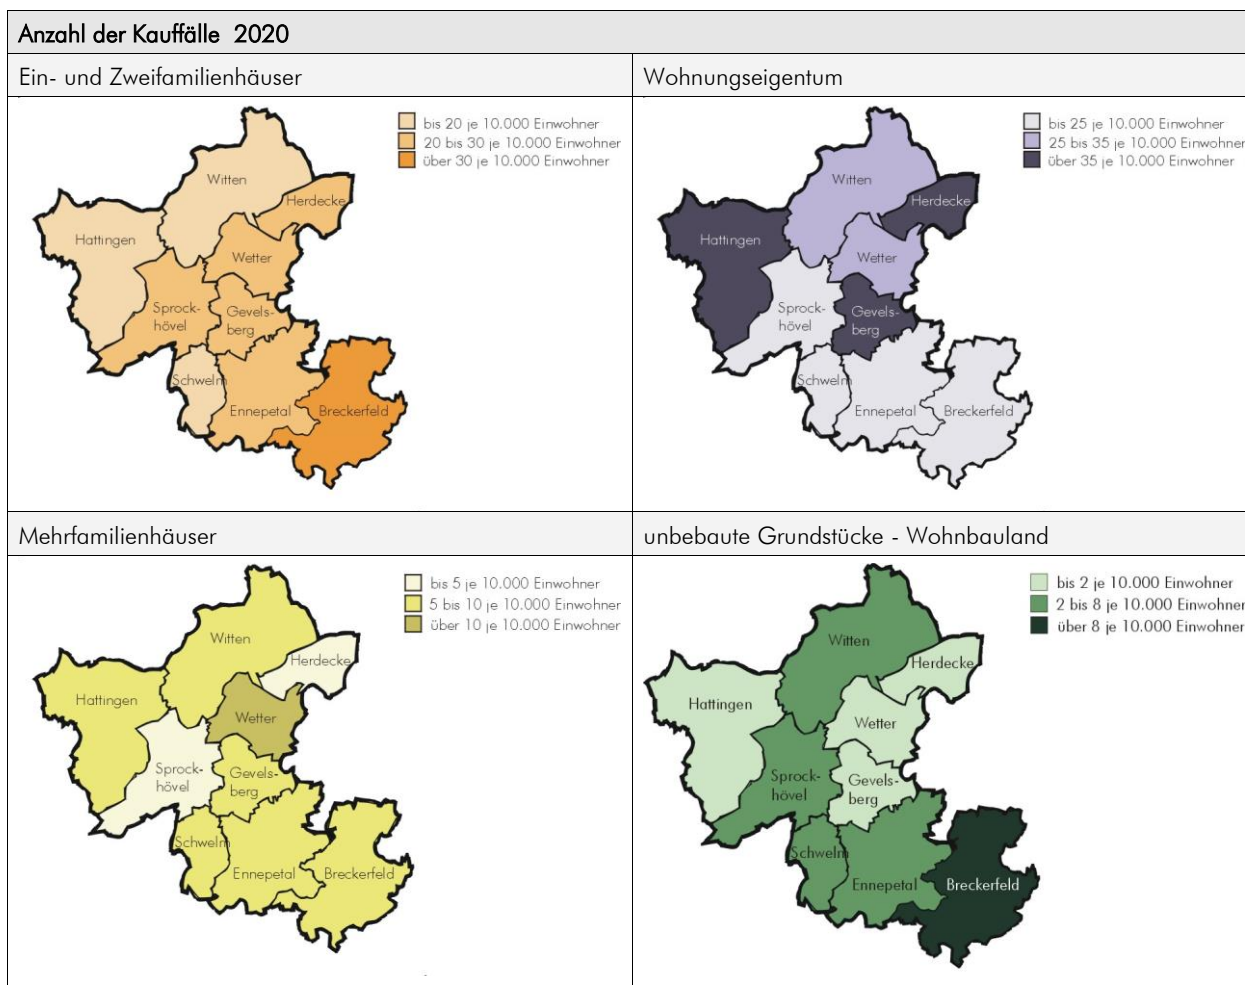 Anzahl der Kauffälle  2020
Ein- und Zweifamilienhäuser
bis 20 je 10.000 Einwohner
20 bis 30 je 10.000 Einwohner
über 30 je 10.000 Einwohner
Witten
Herdecke
Hattingen
Wetter
Sprock-
hövel
Gevels-
berg
Schwelm
Ennepetal
Breckerfeld
Wohnungseigentum
bis 25 je 10.000 Einwohner
25 bis 35 je 10.000 Einwohner
über 35 je 10.000 Einwohner
Witten
Herdecke
Hattingen
Wetter
Sprock-
hövel
Gevels-
berg
Schwelm
Ennepetal
Breckerfeld
Mehrfamilienhäuser
bis 5 je 10.000 Einwohner
5 bis 10 je 10.000 Einwohner
über 10 je 10.000 Einwohner
Witten
Herdecke
Hattingen
Wetter
Sprock-
hövel
Gevels-
berg
Schwelm
Ennepetal
Breckerfeld
unbebaute Grundstücke - Wohnbauland
bis 2 je 10.000 Einwohner
2 bis 8 je 10.000 Einwohner
über 8 je 10.000 Einwohner
Witten
Herdecke
Hattingen
Wetter
Sprock-
hövel
Gevels-
berg
Schwelm
Ennepetal
Breckerfeld